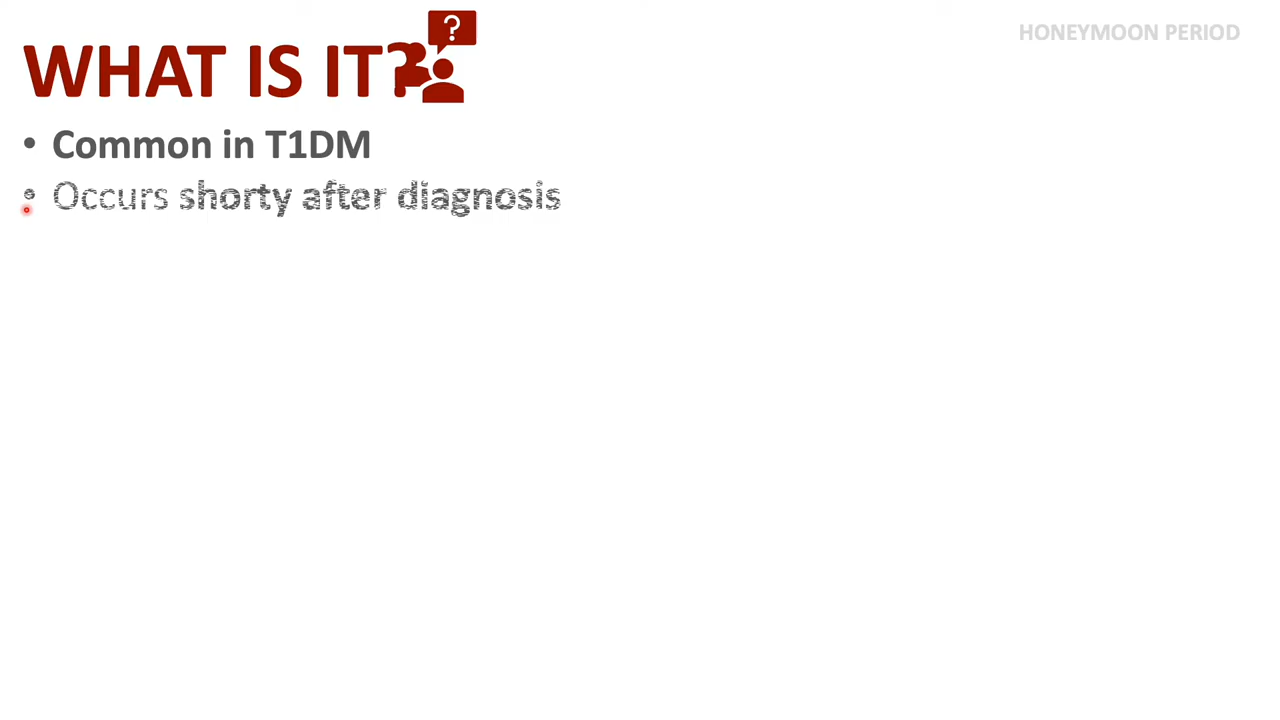 HONEYMOON PERIOD
?
WHAT IS IT?
• Common in T1DM
• Occurs shorty after diagnosis